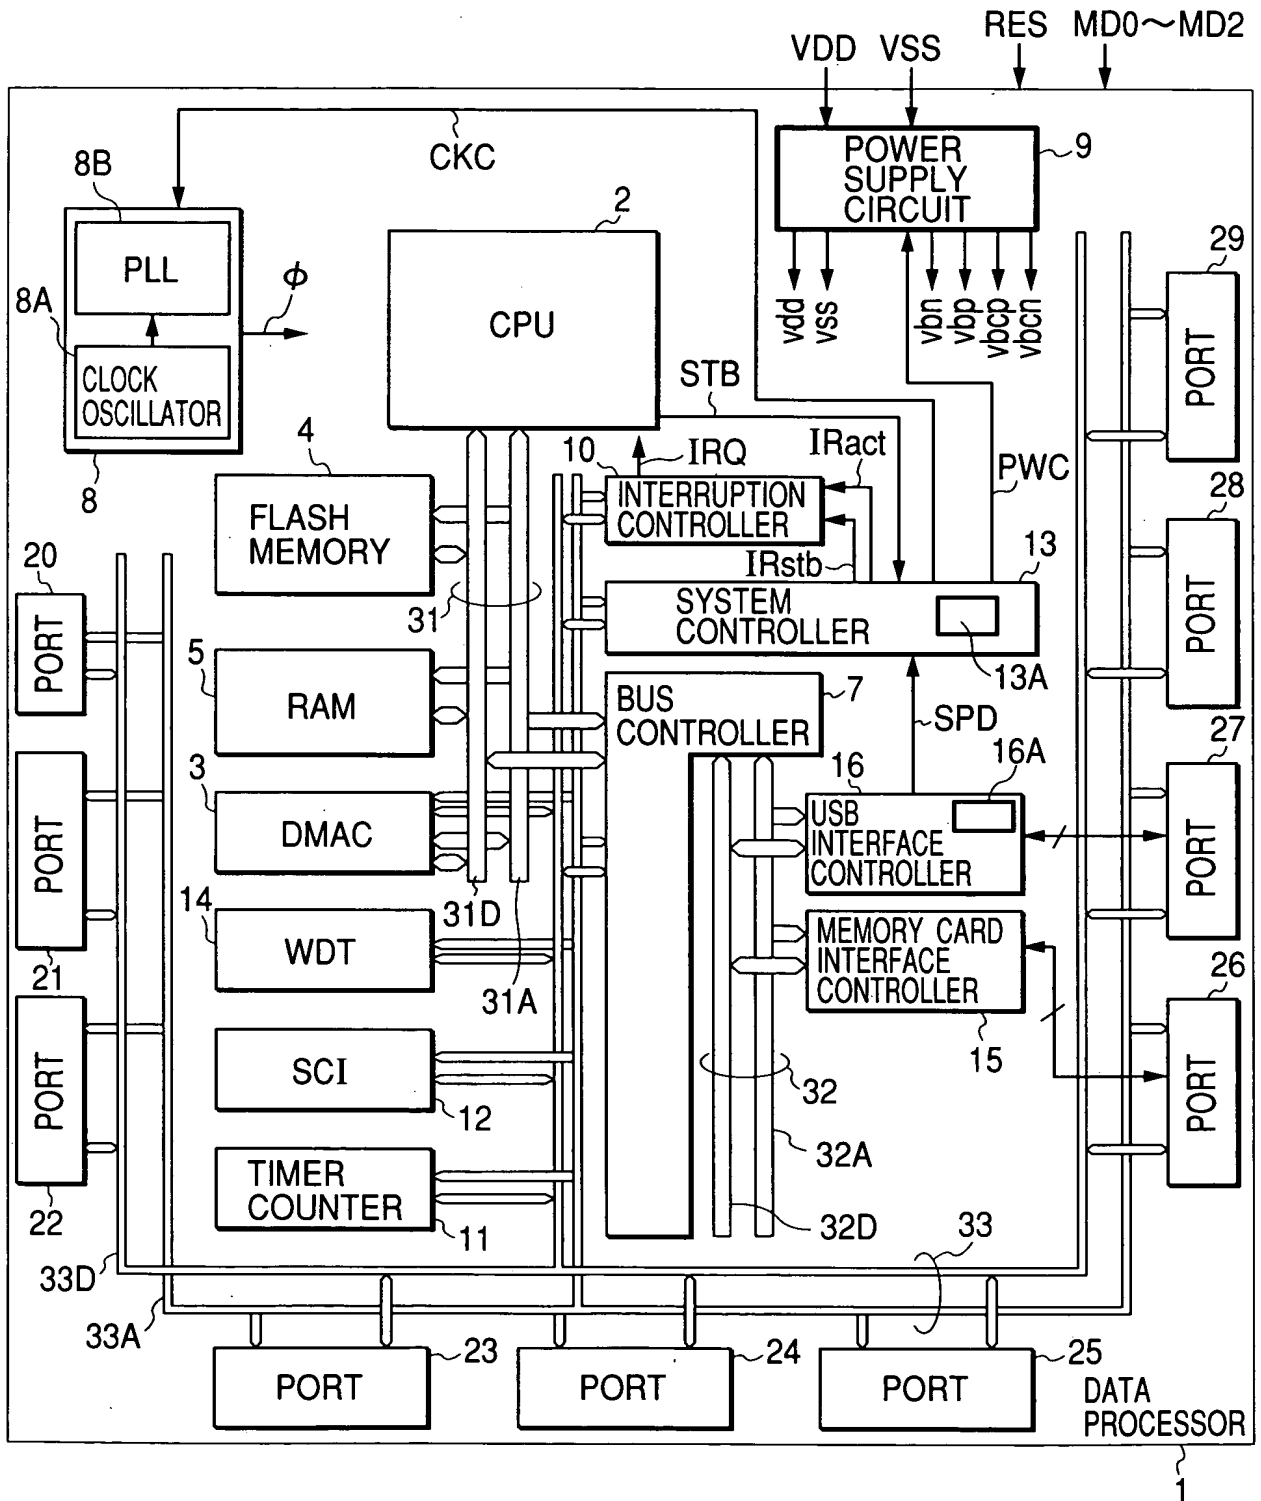 RES MD0~MD2
VDD VSS
CKC
POWER
SUPPLY
CIRCUIT
9
8B
PLL
8A
CLOCK
OSCILLATOR
ϕ
8
2
CPU
vdd
vss
vbn
vbp
vbcp
vbcn
29
PORT
STB
4
FLASH
MEMORY
10
IRQ
IRact
INTERRUPTION
CONTROLLER
PWC
28
PORT
20
PORT
31
IRstb
13
SYSTEM
CONTROLLER
13A
5
RAM
BUS
CONTROLLER
7
SPD
27
PORT
21
PORT
3
DMAC
16
16A
USB
INTERFACE
CONTROLLER
31D
31A
14
WDT
MEMORY CARD
INTERFACE
CONTROLLER
15
26
PORT
22
PORT
SCI
12
32
32A
32D
TIMER
COUNTER
11
33
33D
33A
23
PORT
24
PORT
25
PORT
DATA
PROCESSOR
1